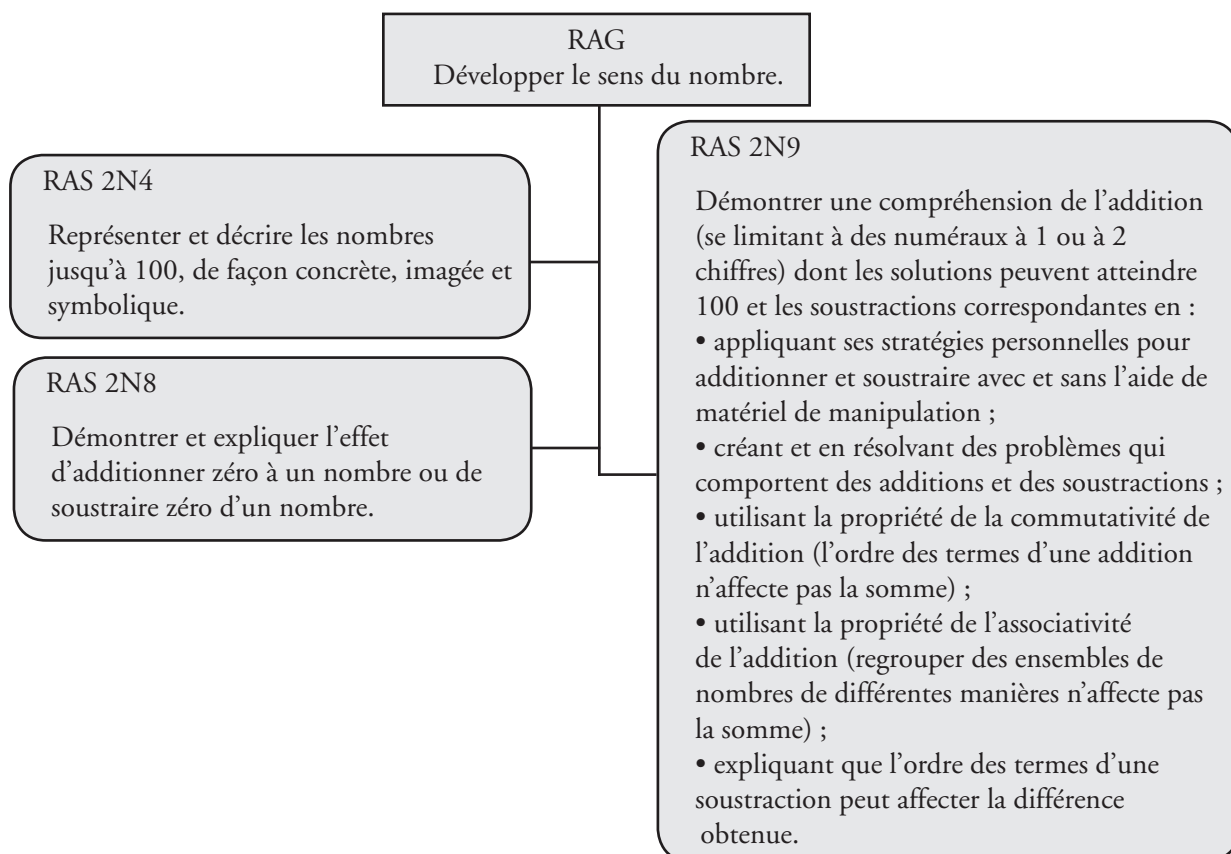 RAG
Développer le sens du nombre.
RAS 2N4
Représenter et décrire les nombres
jusqu’à 100, de façon concrète, imagée et
symbolique.
RAS 2N8
Démontrer et expliquer l’effet
d’additionner zéro à un nombre ou de
soustraire zéro d’un nombre.
RAS 2N9
Démontrer une compréhension de l’addition
(se limitant à des numéraux à 1 ou à 2
chiffres) dont les solutions peuvent atteindre
100 et les soustractions correspondantes en :
• appliquant ses stratégies personnelles pour
additionner et soustraire avec et sans l’aide de
matériel de manipulation ;
• créant et en résolvant des problèmes qui
comportent des additions et des soustractions ;
• utilisant la propriété de la commutativité de
l’addition (l’ordre des termes d’une addition
n’affecte pas la somme) ;
• utilisant la propriété de l’associativité
de l’addition (regrouper des ensembles de
nombres de différentes manières n’affecte pas
la somme) ;
• expliquant que l’ordre des termes d’une
soustraction peut affecter la différence
obtenue.